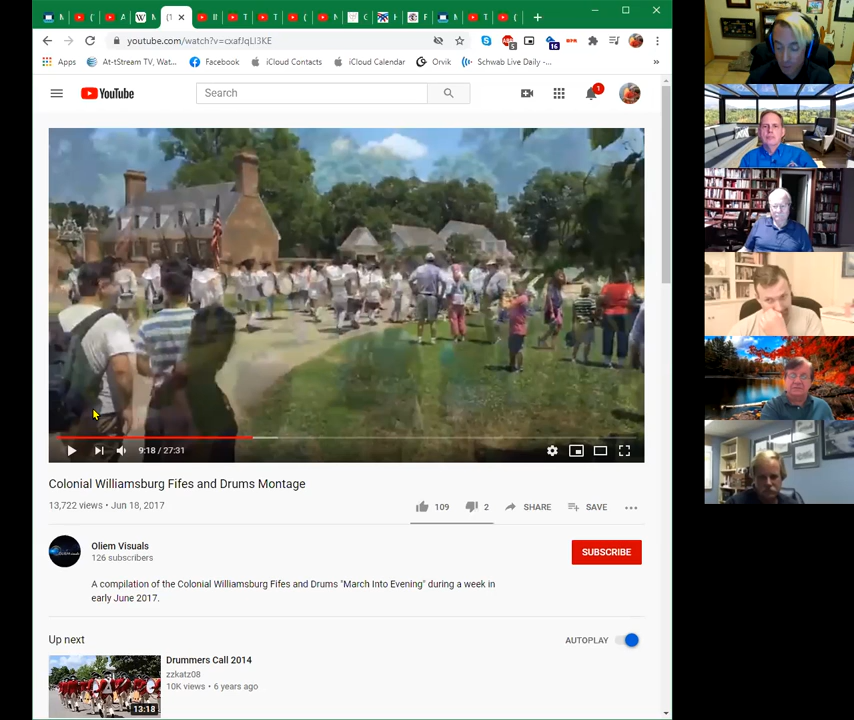 youtube.com/watch?v=cxafJqLI3KE
Apps
At-tStream TV, Wat...
Facebook
iCloud Contacts
iCloud Calendar
Orvik
Schwab Live Daily -...
»
YouTube
Search
1
9:18 / 27:31
Colonial Williamsburg Fifes and Drums Montage
13,722 views • Jun 18, 2017
109
2
SHARE
SAVE
Oliem Visuals
126 subscribers
SUBSCRIBE
A compilation of the Colonial Williamsburg Fifes and Drums "March Into Evening" during a week in
early June 2017.
Up next
AUTOPLAY
Drummers Call 2014
zzkatz08
10K views • 6 years ago
13:18